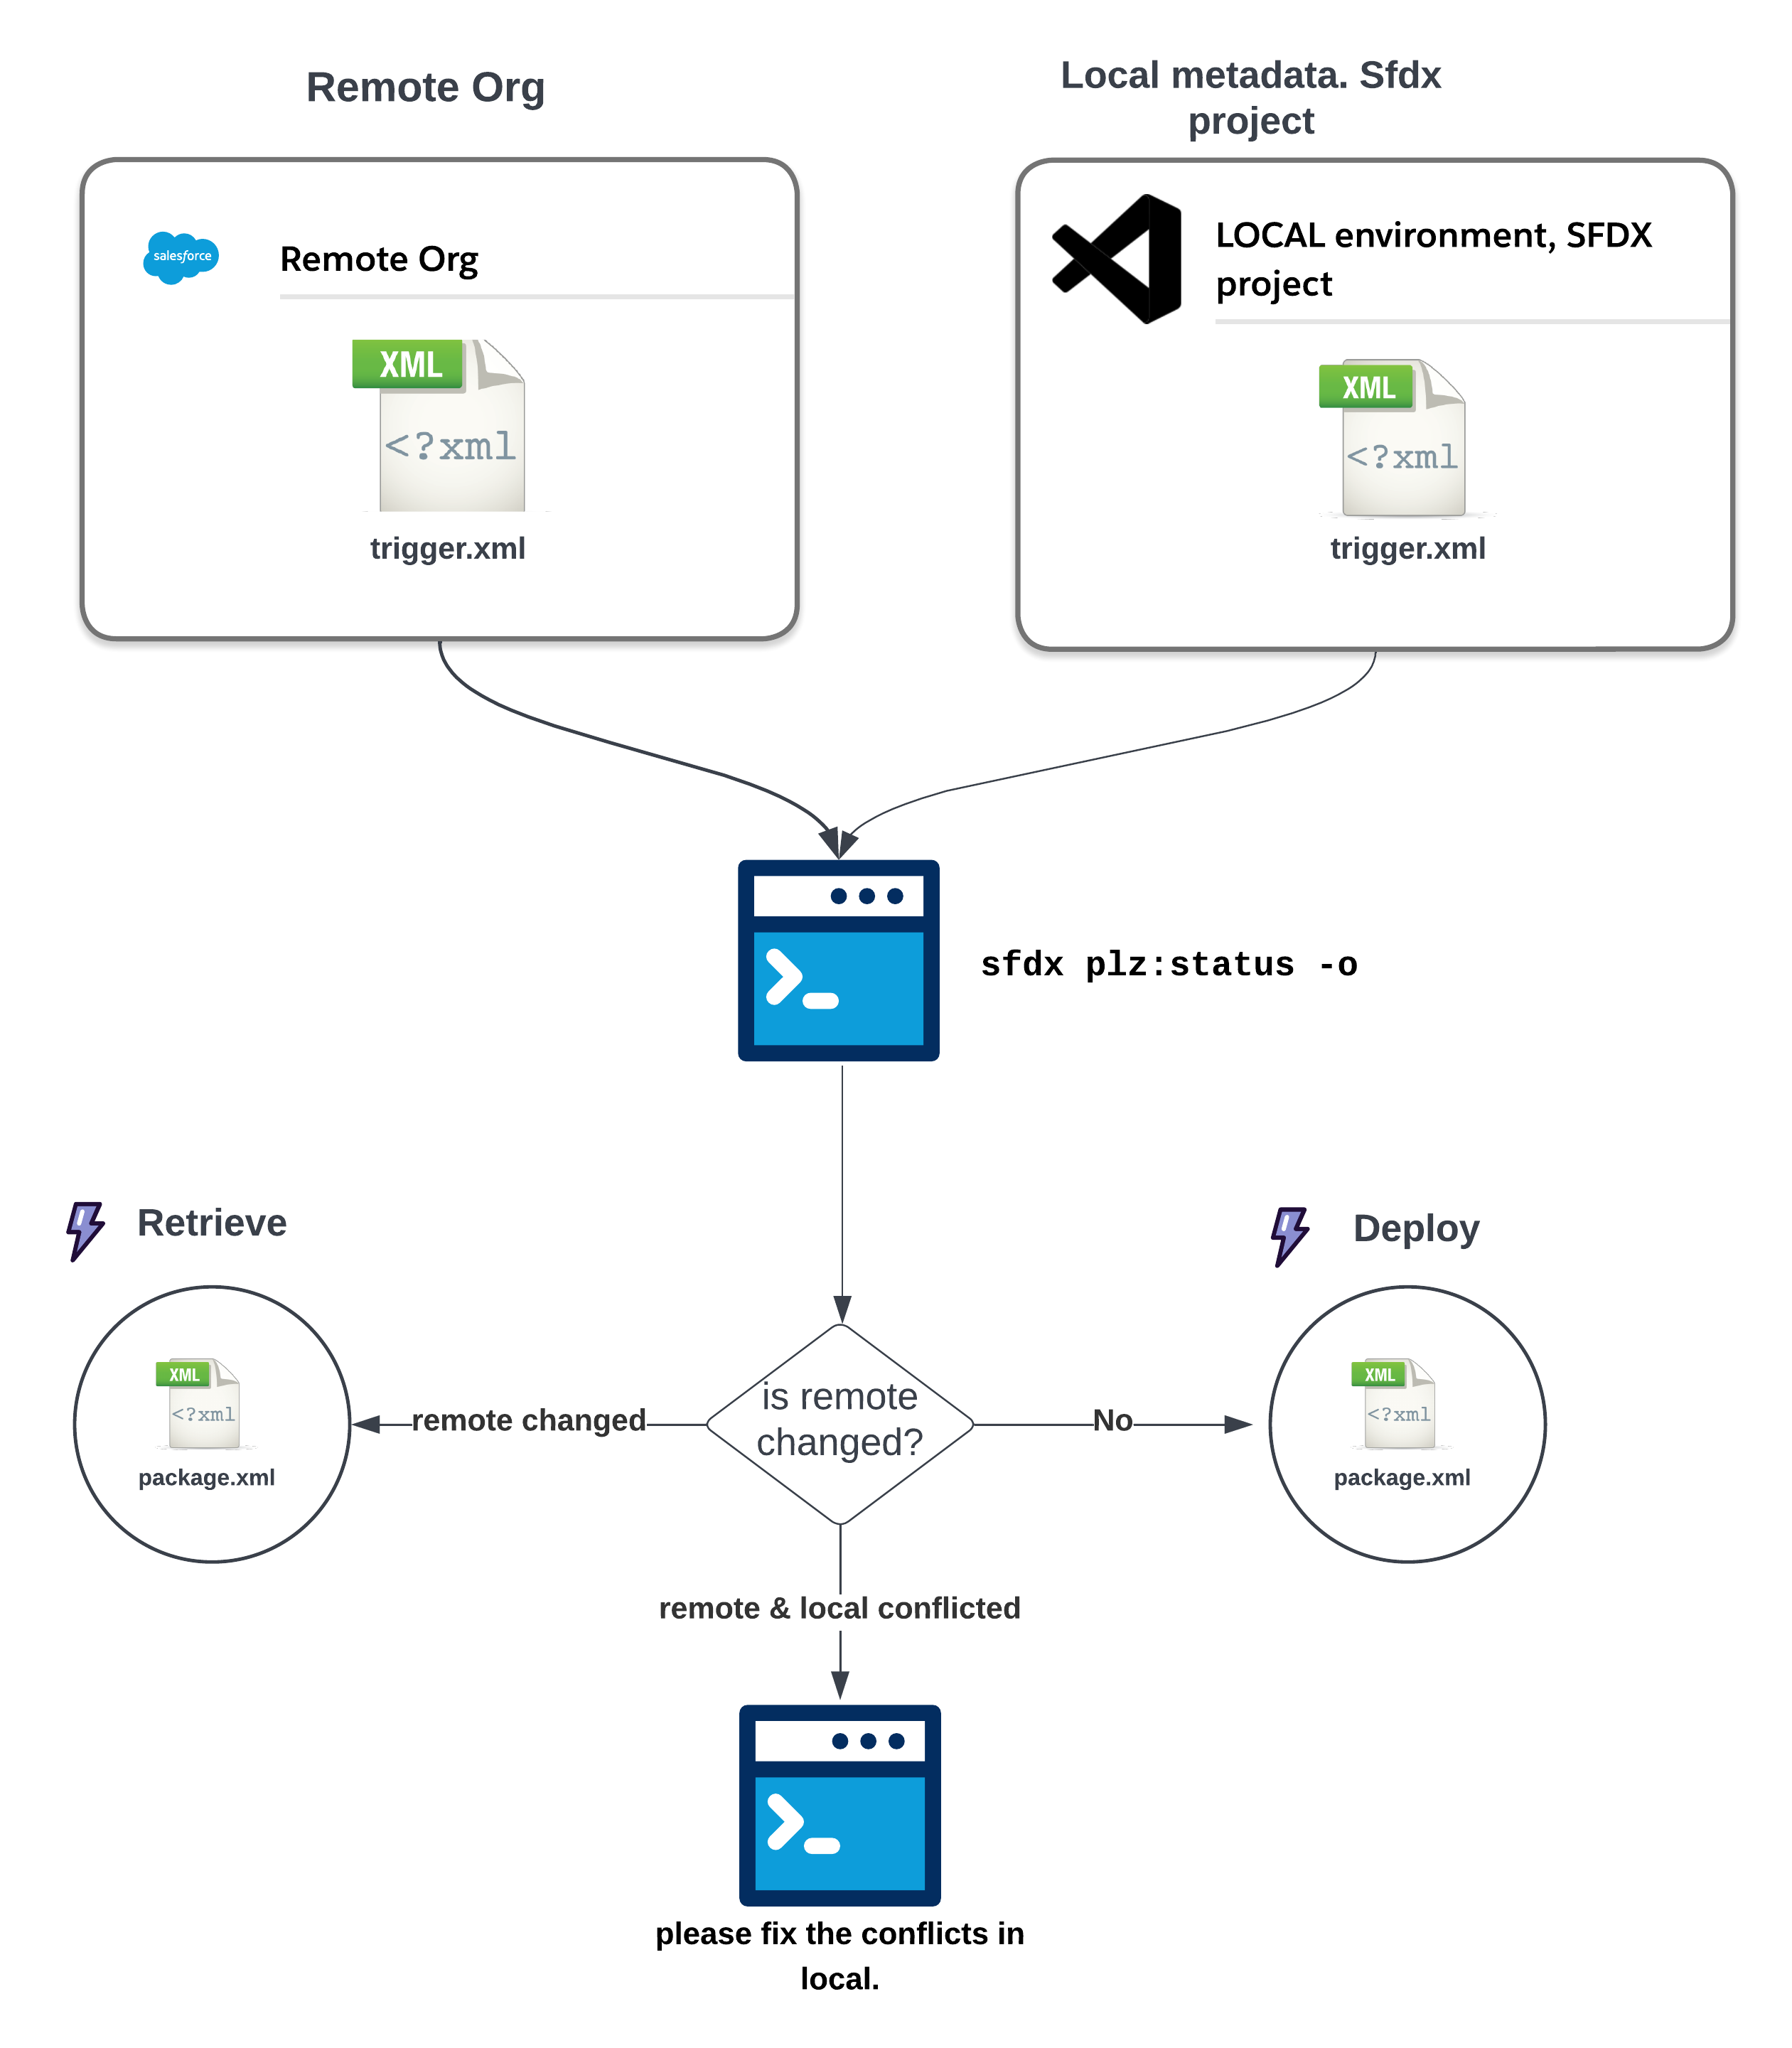 Remote Org
Local metadata. Sfdx
project
salesforce
Remote Org
LOCAL environment, SFDX
project
XML
<?xml
trigger.xml
XML
<?xml
trigger.xml
sfdx plz:status -o
Retrieve
Deploy
XML
<?xml
package.xml
remote changed
is remote
changed?
No
XML
<?xml
package.xml
remote & local conflicted
please fix the conflicts in
local.